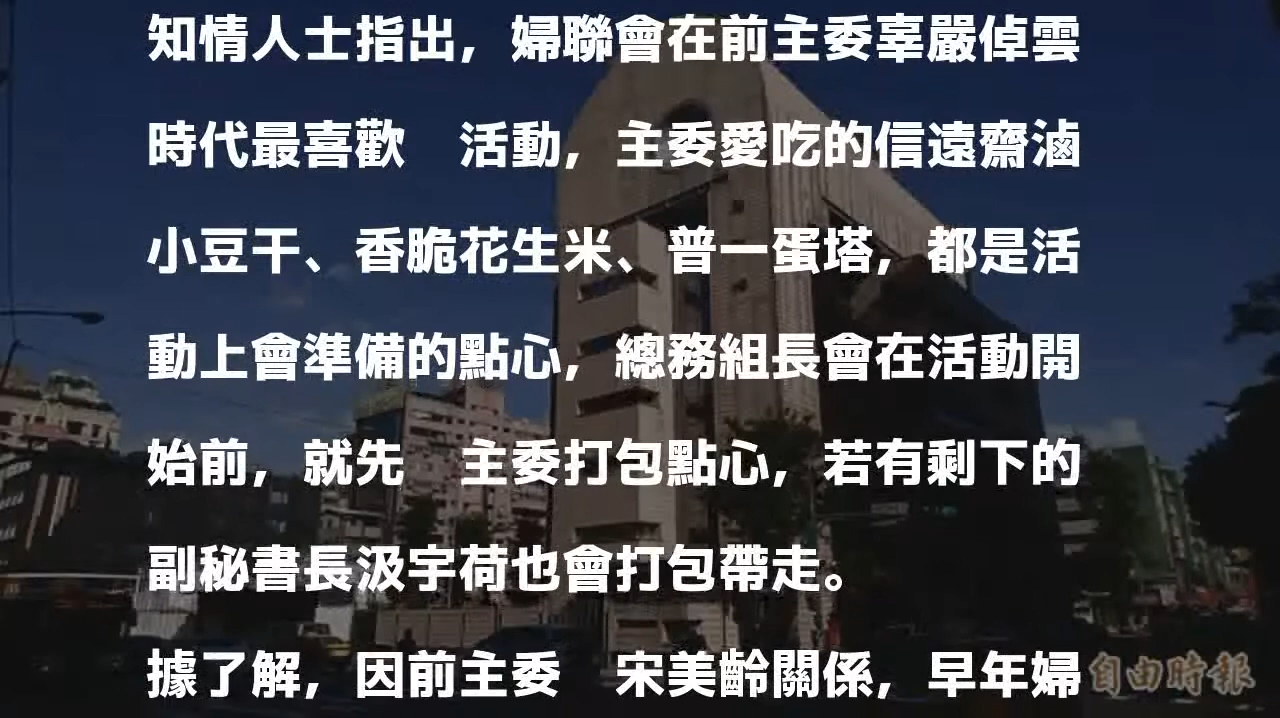 知情人士指出，婦聯會在前主委辜嚴倬雲
時代最喜歡　活動，主委愛吃的信遠齋滷
小豆干、香脆花生米、普一蛋塔，都是活
動上會準備的點心，總務組長會在活動開
始前，就先　主委打包點心，若有剩下的
副秘書長汲宇荷也會打包帶走。
據了解，因前主委　宋美齡關係，早年婦
自由時報